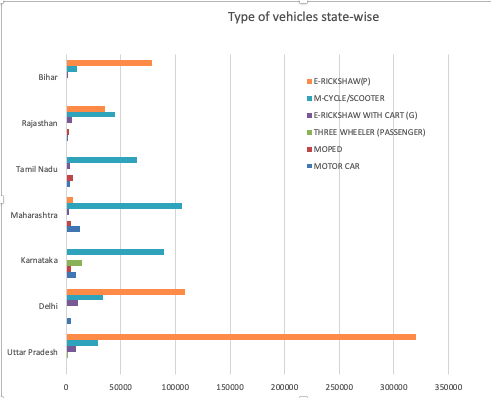 Type of vehicles state-wise
Bihar
Rajasthan
Tamil Nadu
Maharashtra
Karnataka
Delhi
Uttar Pradesh
E-RICKSHAW(P)
M-CYCLE/SCOOTER
E-RICKSHAW WITH CART (G)
THREE WHEELER (PASSENGER)
MOPED
MOTOR CAR
0 50000 100000 150000 200000 250000 300000 350000